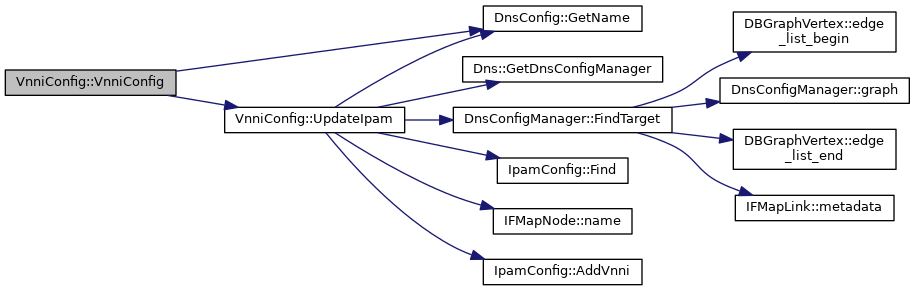 VnniConfig::VnniConfig
DnsConfig::GetName
VnniConfig::UpdateIpam
Dns::GetDnsConfigManager
DnsConfigManager::FindTarget
IpamConfig::Find
IFMapNode::name
IpamConfig::AddVnni
DBGraphVertex::edge
_list_begin
DnsConfigManager::graph
DBGraphVertex::edge
_list_end
IFMapLink::metadata